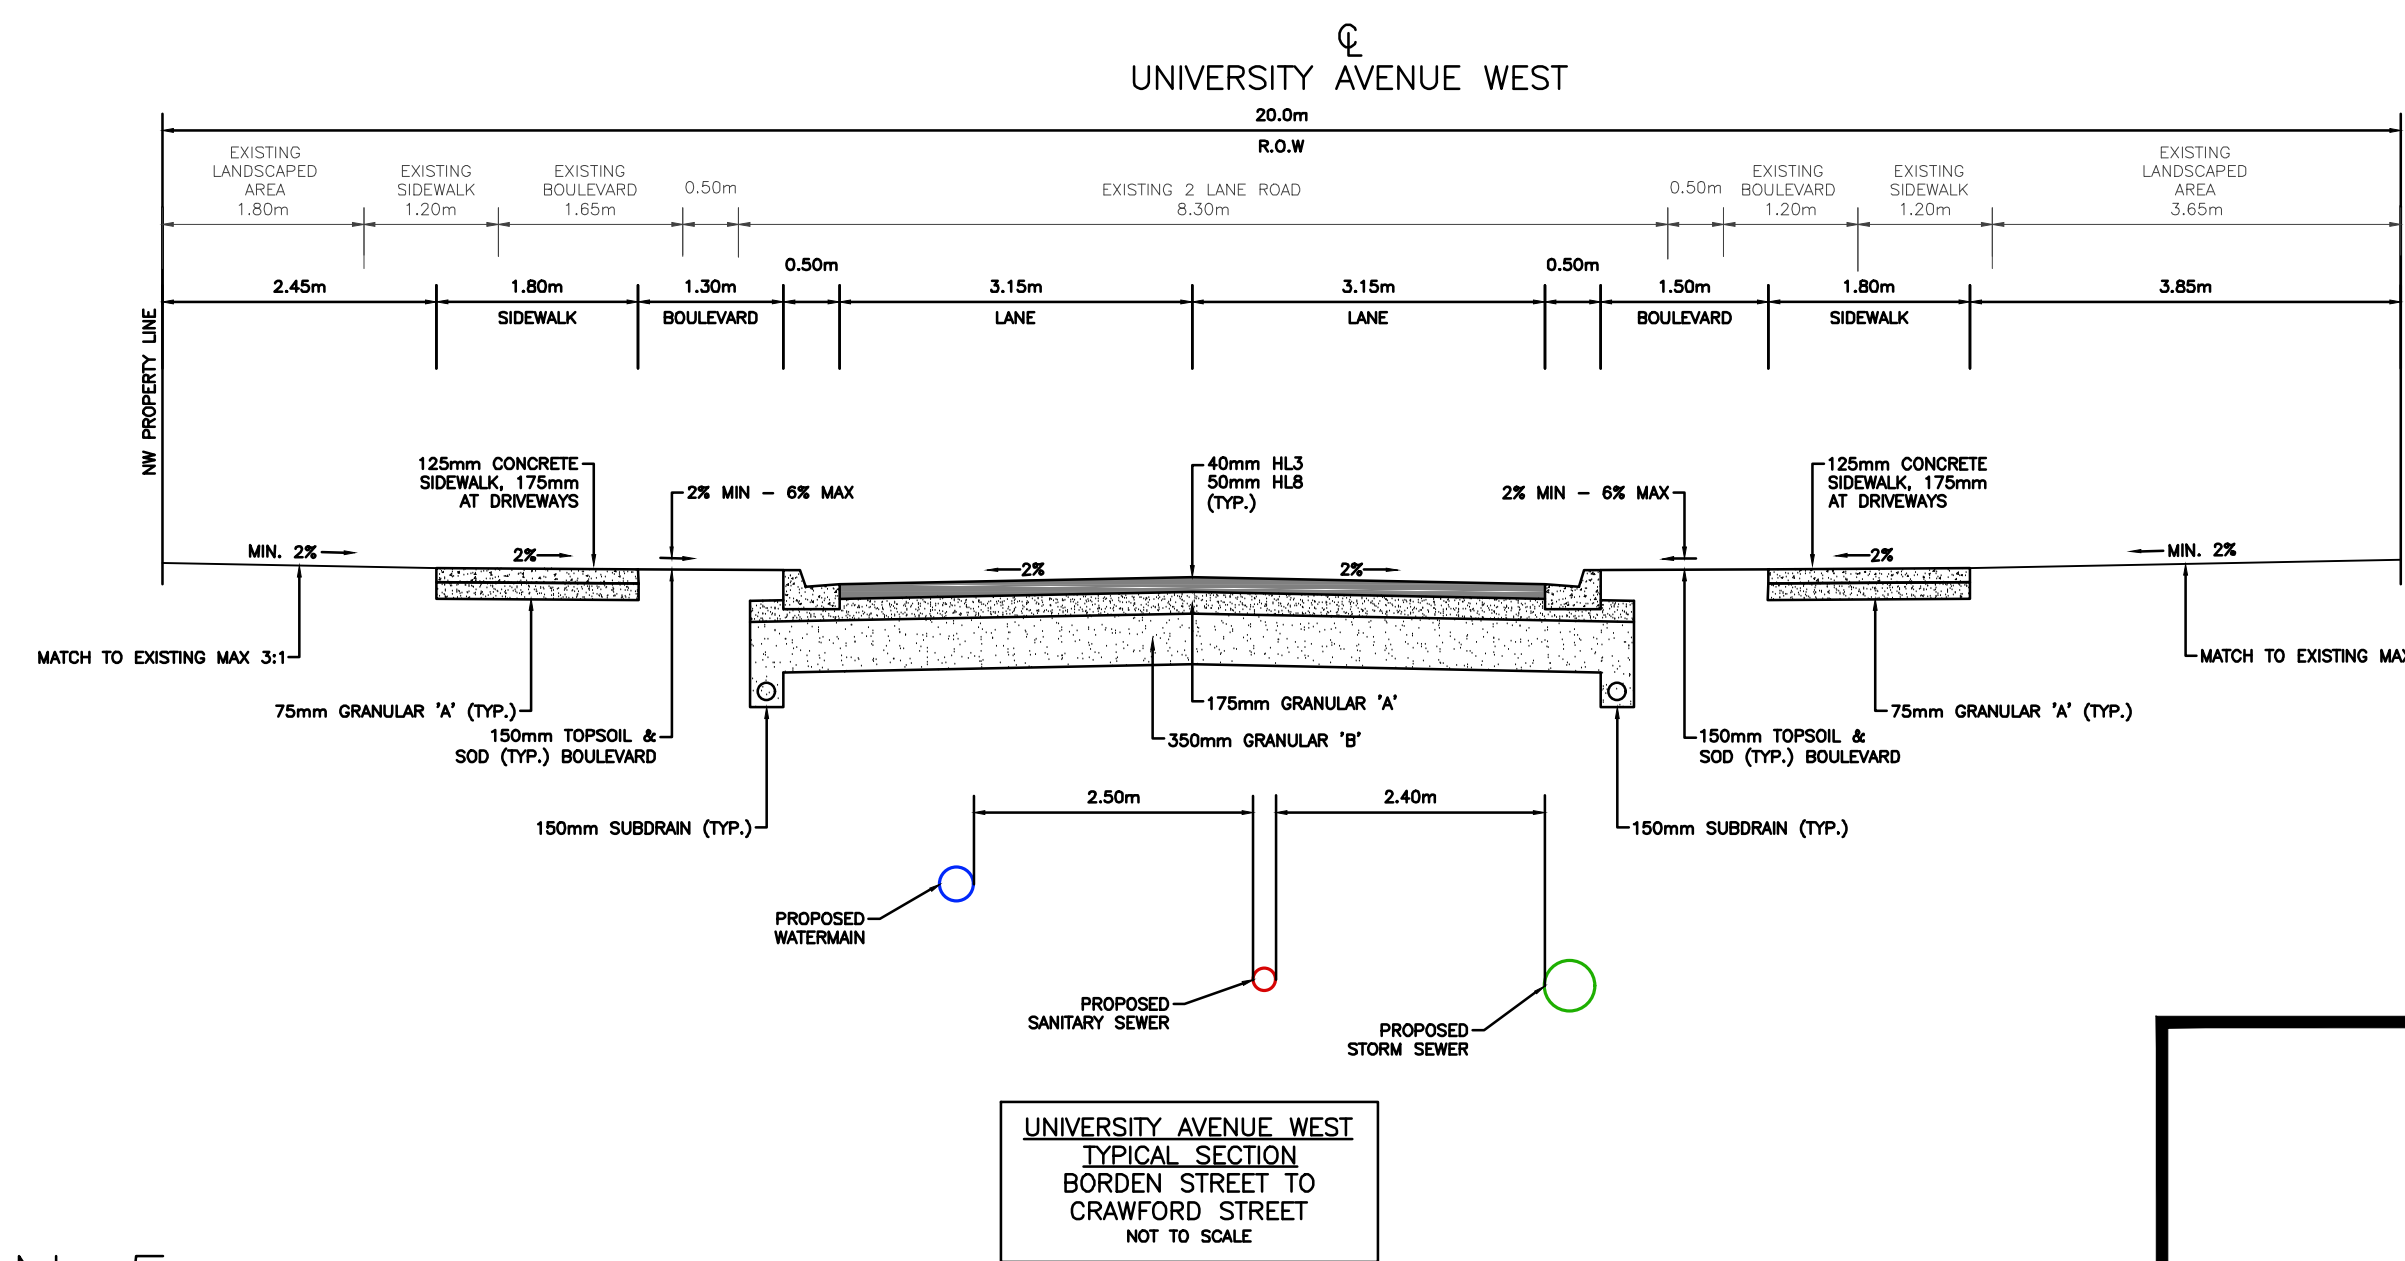 ℄
UNIVERSITY AVENUE WEST
20.0m
R.O.W
EXISTING
LANDSCAPED
AREA
1.80m
EXISTING
SIDEWALK
1.20m
EXISTING
BOULEVARD
1.65m
0.50m
EXISTING 2 LANE ROAD
8.30m
0.50m
EXISTING
BOULEVARD
1.20m
EXISTING
SIDEWALK
1.20m
EXISTING
LANDSCAPED
AREA
3.65m
2.45m
1.80m
SIDEWALK
1.30m
BOULEVARD
0.50m
3.15m
LANE
3.15m
LANE
0.50m
1.50m
BOULEVARD
1.80m
SIDEWALK
3.85m
NW PROPERTY LINE
125mm CONCRETE
SIDEWALK, 175mm
AT DRIVEWAYS
2% MIN - 6% MAX
40mm HL3
50mm HL8
(TYP.)
2% MIN - 6% MAX
125mm CONCRETE
SIDEWALK, 175mm
AT DRIVEWAYS
MIN. 2%
2%
2%
2%
2%
MIN. 2%
MATCH TO EXISTING MAX 3:1
75mm GRANULAR 'A' (TYP.)
150mm TOPSOIL &
SOD (TYP.) BOULEVARD
150mm SUBDRAIN (TYP.)
175mm GRANULAR 'A'
350mm GRANULAR 'B'
MATCH TO EXISTING MAX
75mm GRANULAR 'A' (TYP.)
150mm TOPSOIL &
SOD (TYP.) BOULEVARD
150mm SUBDRAIN (TYP.)
2.50m
2.40m
PROPOSED
WATERMAIN
PROPOSED
SANITARY SEWER
PROPOSED
STORM SEWER
UNIVERSITY AVENUE WEST
TYPICAL SECTION
BORDEN STREET TO
CRAWFORD STREET
NOT TO SCALE